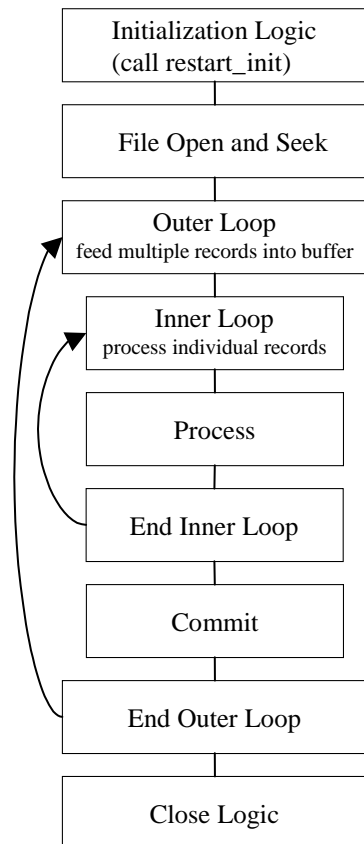 Initialization Logic
(call restart_init)
File Open and Seek
Outer Loop
feed multiple records into buffer
Inner Loop
process individual records
Process
End Inner Loop
Commit
End Outer Loop
Close Logic